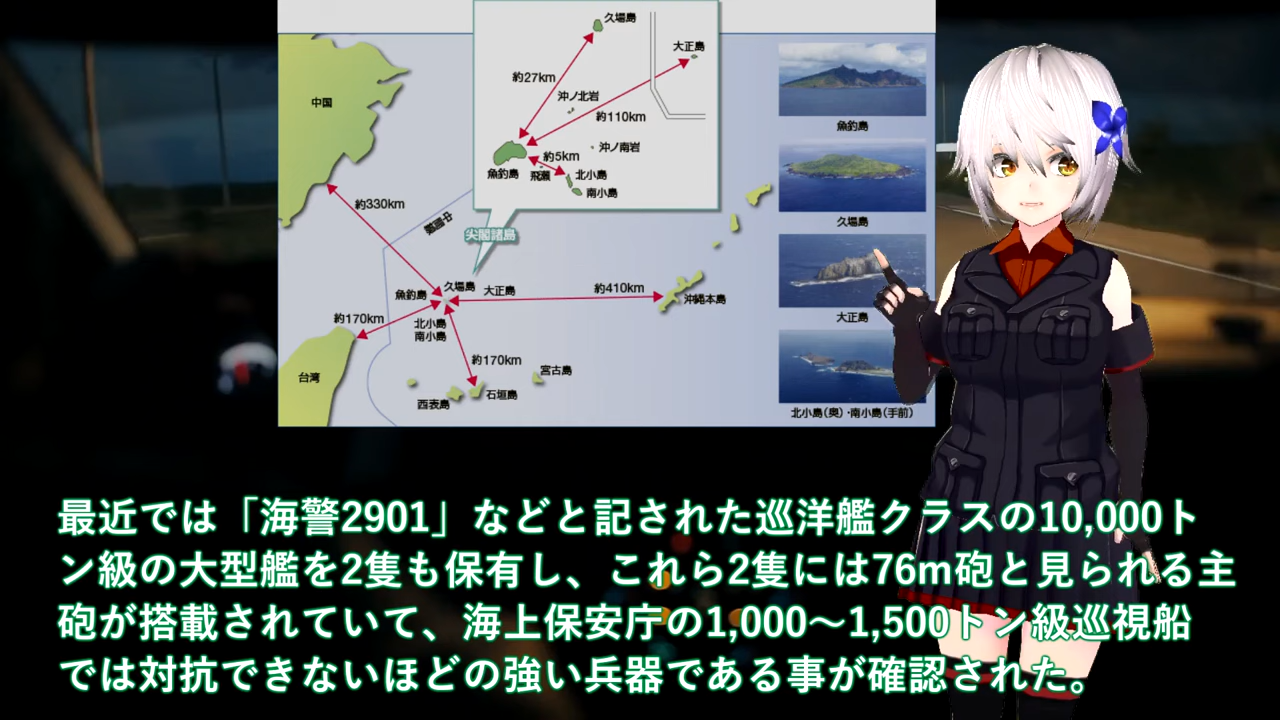 久場島
大正島
約27km
沖ノ北岩
約110km
沖ノ南岩
約5km
魚釣島
飛瀬
北小島
南小島
中国
約330km
中間線
尖閣諸島
魚釣島
久場島
大正島
約410km
沖縄本島
北小島
南小島
約170km
台湾
約170km
宮古島
石垣島
西表島
魚釣島
久場島
大正島
北小島(奥)・南小島(手前)
最近では「海警2901」などと記された巡洋艦クラスの10,000ト
ン級の大型艦を2隻も保有し、これら2隻には76m砲と見られる主
砲が搭載されていて、海上保安庁の1,000～1,500トン級巡視船
では対抗できないほどの強い兵器である事が確認された。